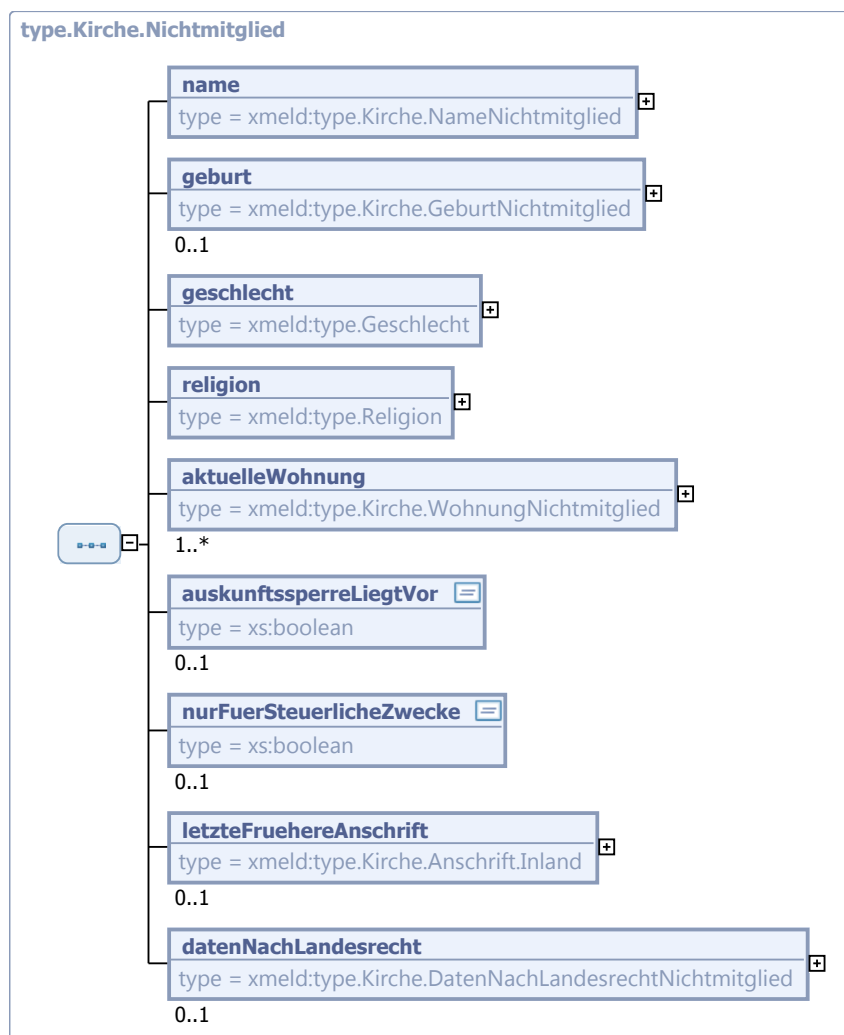 type.Kirche.Nichtmitglied
name
type = xmeld:type.Kirche.NameNichtmitglied
geburt
type = xmeld:type.Kirche.GeburtNichtmitglied
0..1
geschlecht
type = xmeld:type.Geschlecht
religion
type = xmeld:type.Religion
aktuelleWohnung
type = xmeld:type.Kirche.WohnungNichtmitglied
1..*
auskunftssperreLiegtVor
type = xs:boolean
0..1
nurFuerSteuerlicheZwecke
type = xs:boolean
0..1
letzteFruehereAnschrift
type = xmeld:type.Kirche.Anschrift.Inland
0..1
datenNachLandesrecht
type = xmeld:type.Kirche.DatenNachLandesrechtNichtmitglied
0..1